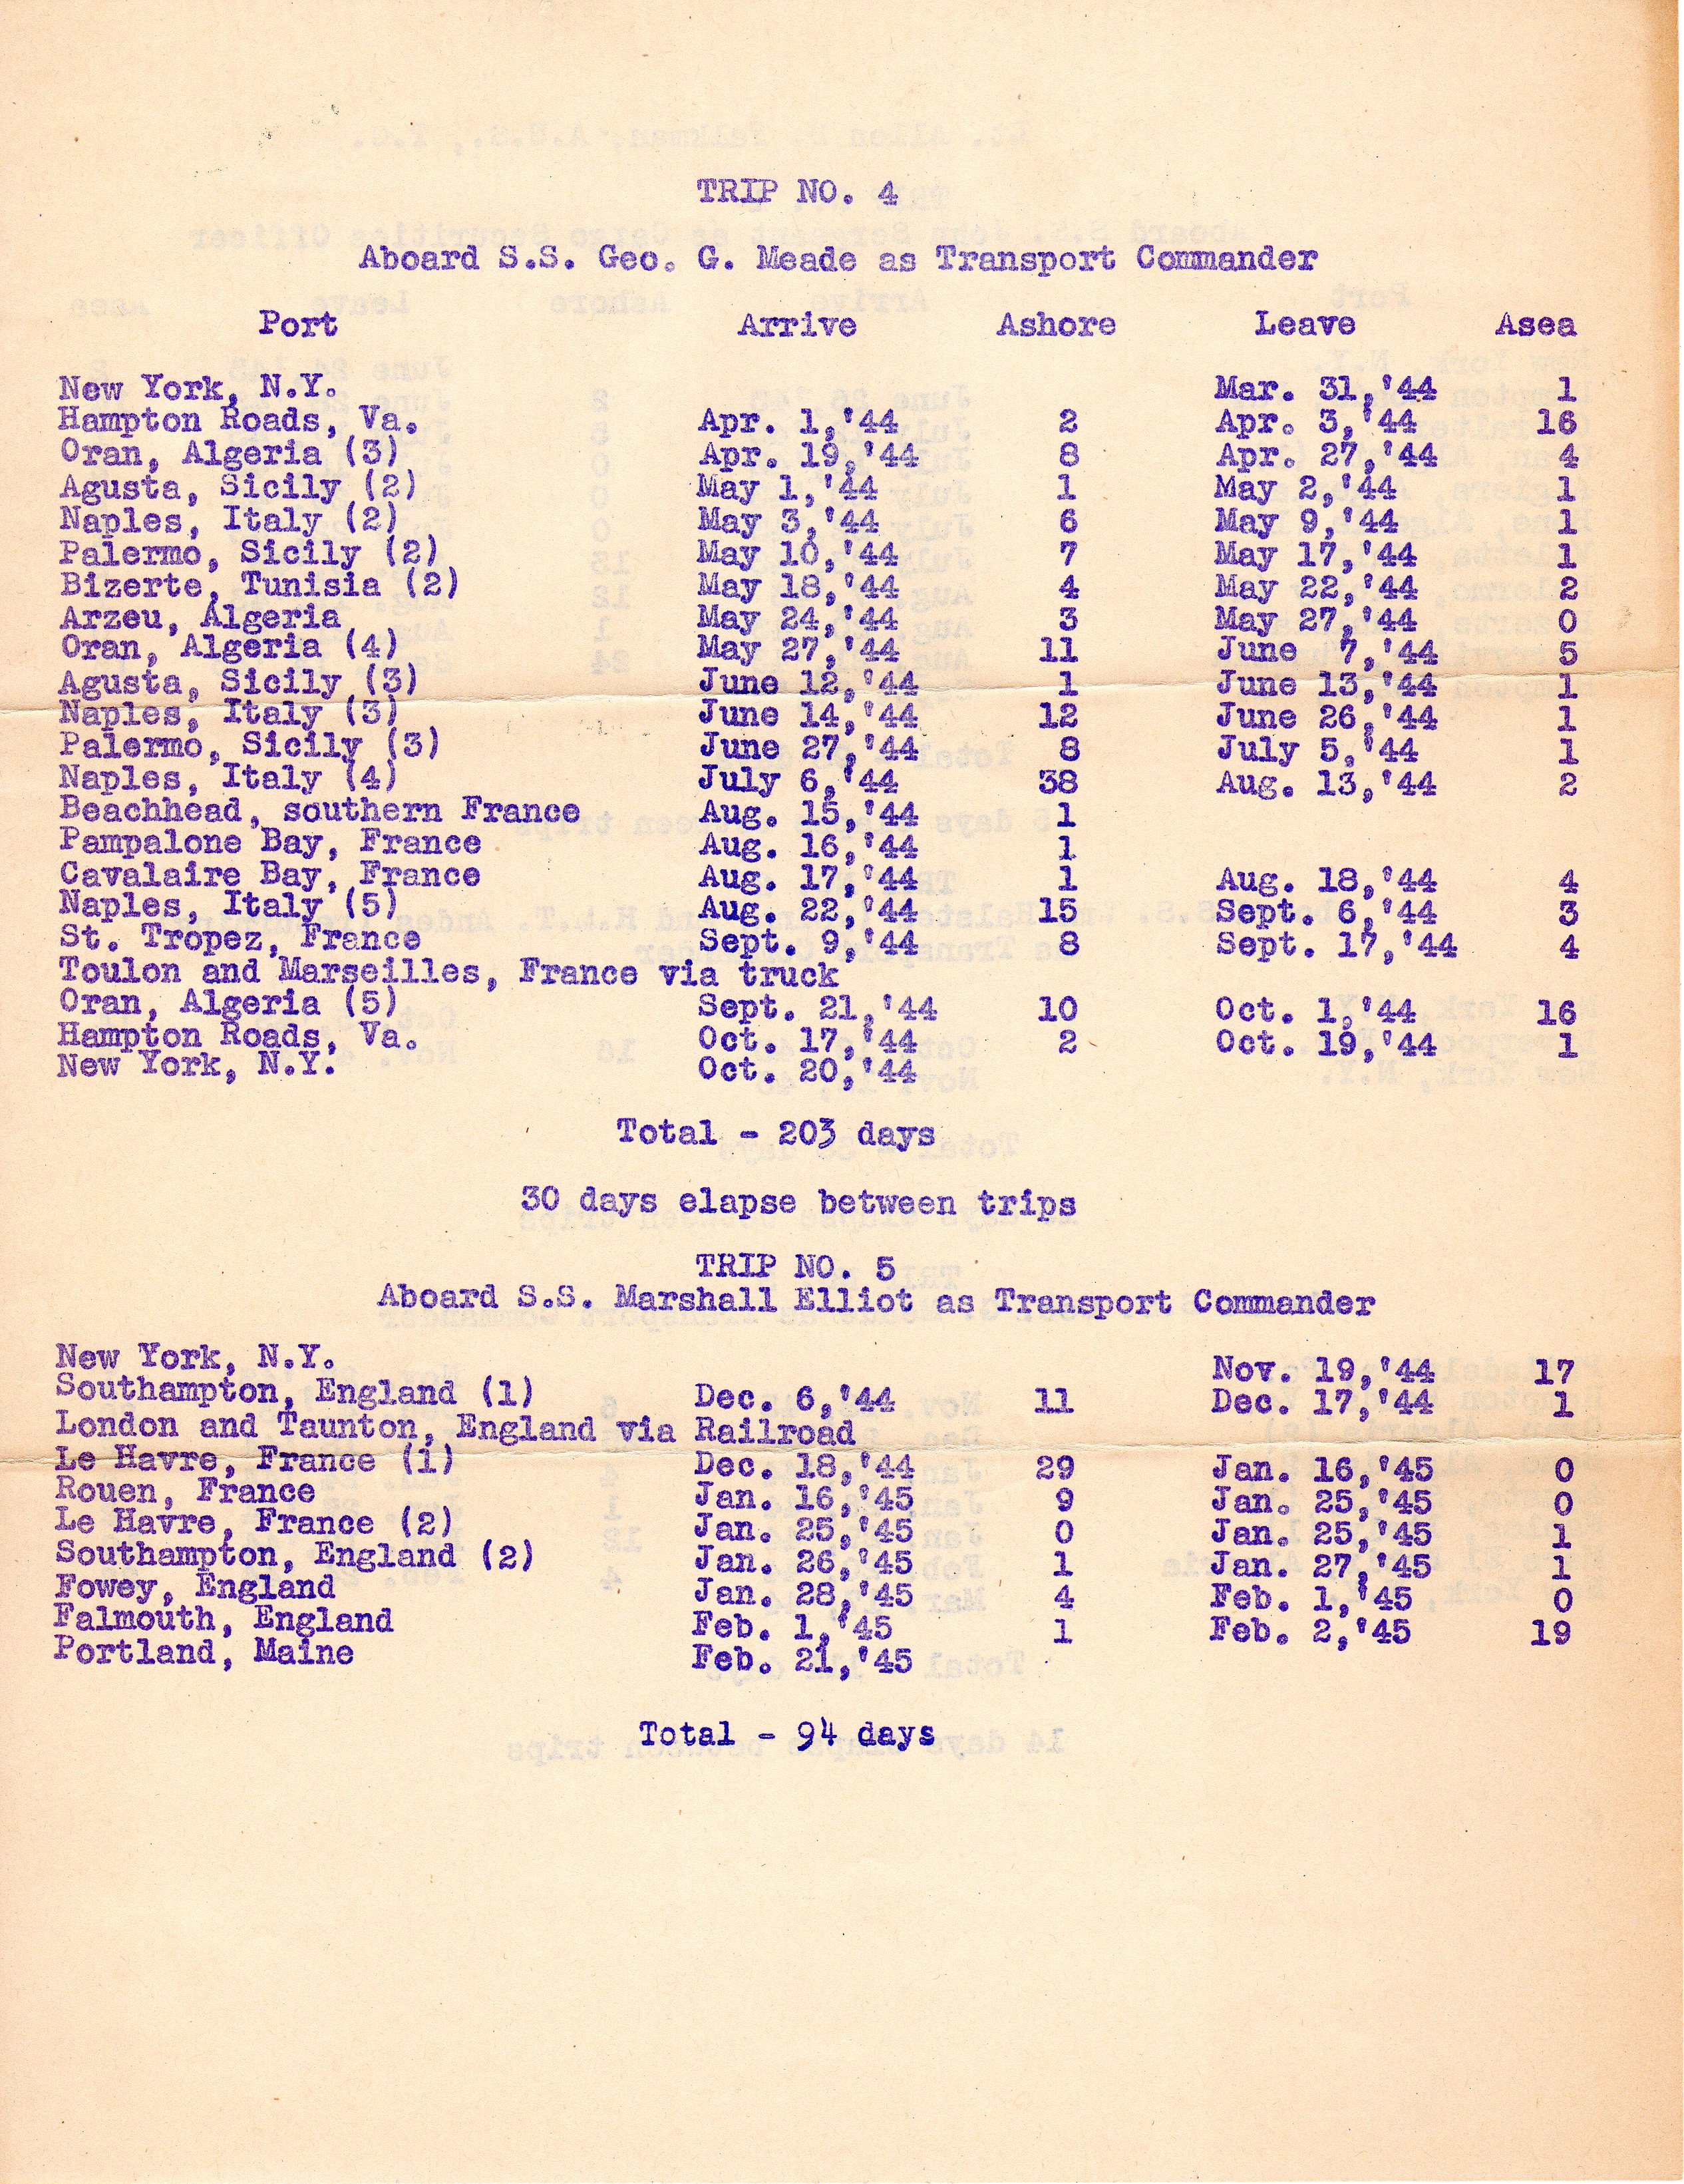 TRIP NO. 4
Aboard S.S. Geo. G. Meade as Transport Commander
Port Arrive Ashore Leave Asea
New York, N.Y. Mar. 31,'44 1
Hampton Roads, Va. Apr. 1,'44 2 Apr. 3,'44 16
Oran, Algeria (3) Apr. 19,'44 8 Apr. 27,'44 4
Agusta, Sicily (2) May 1,'44 1 May 2,'44 1
Naples, Italy (2) May 3,'44 6 May 9,'44 1
Palermo, Sicily (2) May 10,'44 7 May 17,'44 1
Bizerte, Tunisia (2) May 18,'44 4 May 22,'44 2
Arzeu, Algeria May 24,'44 3 May 27,'44 0
Oran, Algeria (4) May 27,'44 11 June 7,'44 5
Agusta, Sicily (3) June 12,'44 1 June 13,'44 1
Naples, Italy (3) June 14,'44 12 June 26,'44 1
Palermo, Sicily (3) June 27,'44 8 July 5,'44 1
Naples, Italy (4) July 6,'44 38 Aug. 13,'44 2
Beachhead, southern France Aug. 15,'44 1
Pampalone Bay, France Aug. 16,'44 1
Cavalaire Bay, France Aug. 17,'44 1 Aug. 18,'44 4
Naples, Italy (5) Aug. 22,'44 15 Sept. 6,'44 3
St. Tropez, France Sept. 9,'44 8 Sept. 17,'44 4
Toulon and Marseilles, France via truck
Oran, Algeria (5) Sept. 21,'44 10 Oct. 1,'44 16
Hampton Roads, Va. Oct. 17,'44 2 Oct. 19,'44 1
New York, N.Y. Oct. 20,'44
Total - 203 days
30 days elapse between trips
TRIP NO. 5
Aboard S.S. Marshall Elliot as Transport Commander
New York, N.Y. Nov. 19,'44 17
Southampton, England (1) Dec. 6,'44 11 Dec. 17,'44 1
London and Taunton, England via Railroad
Le Havre, France (1) Dec. 18,'44 29 Jan. 16,'45 0
Rouen, France Jan. 16,'45 9 Jan. 25,'45 0
Le Havre, France (2) Jan. 25,'45 0 Jan. 25,'45 1
Southampton, England (2) Jan. 26,'45 1 Jan. 27,'45 1
Fowey, England Jan. 28,'45 4 Feb. 1,'45 0
Falmouth, England Feb. 1,'45 1 Feb. 2,'45 19
Portland, Maine Feb. 21,'45
Total - 94 days